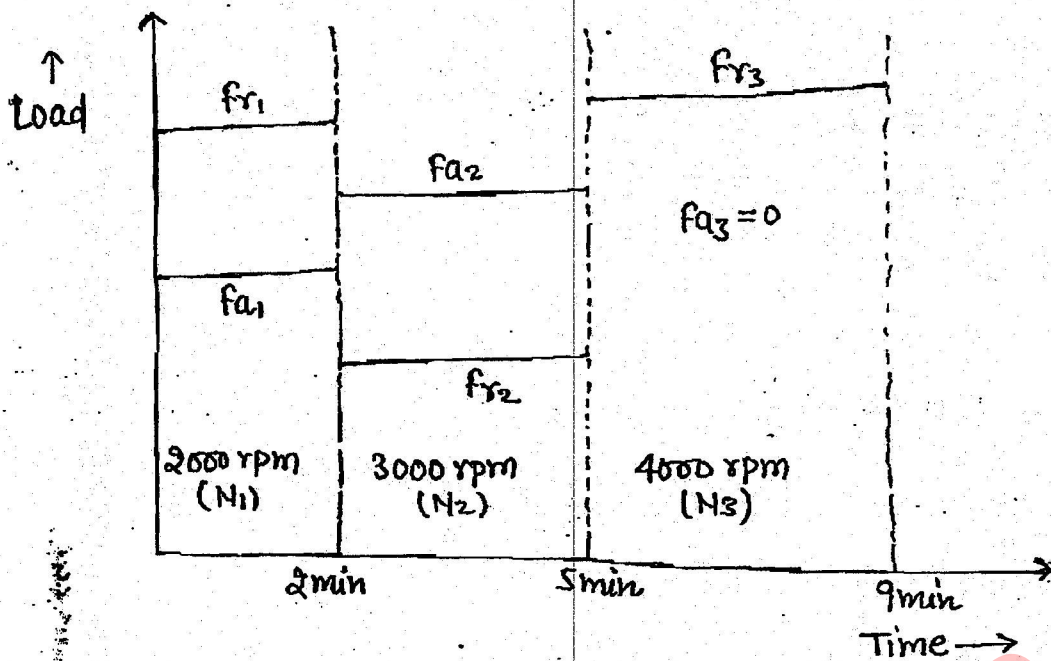 ↑
Load
fr1
fa1
fa2
fr2
fr3
fa3 = 0
2000 rpm
(N1)
3000 rpm
(N2)
4000 rpm
(N3)
2min
5min
9min
Time →